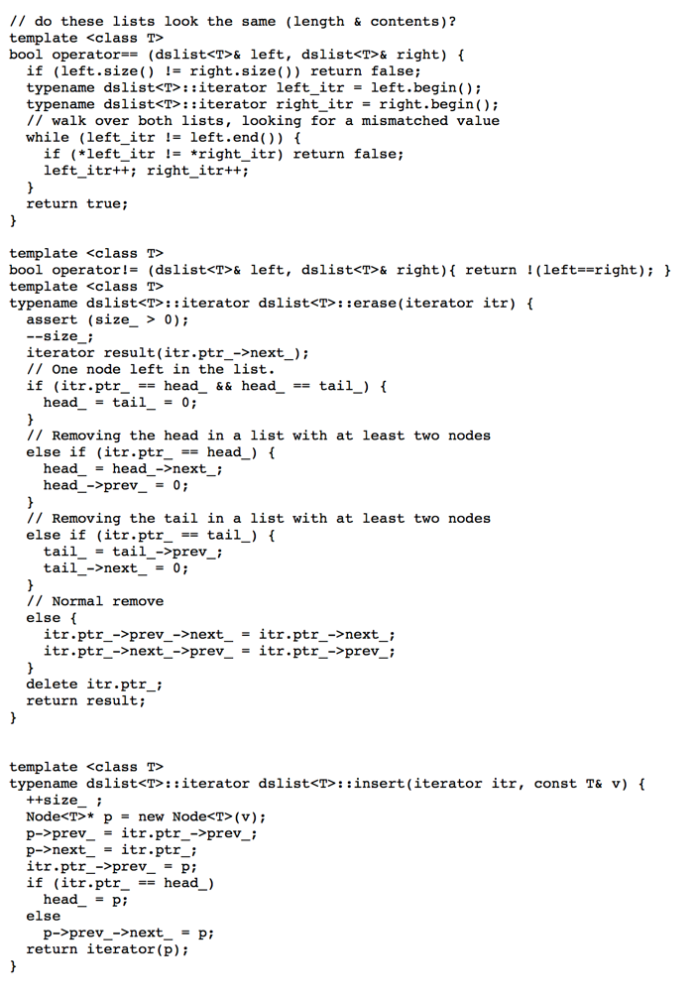 // do these lists look the same (length & contents)?
template <class T>
bool operator== (dslist<T>& left, dslist<T>& right) {
  if (left.size() != right.size()) return false;
  typename dslist<T>::iterator left_itr = left.begin();
  typename dslist<T>::iterator right_itr = right.begin();
  // walk over both lists, looking for a mismatched value
  while (left_itr != left.end()) {
    if (*left_itr != *right_itr) return false;
    left_itr++; right_itr++;
  }
  return true;
}

template <class T>
bool operator!= (dslist<T>& left, dslist<T>& right){ return !(left==right); }
template <class T>
typename dslist<T>::iterator dslist<T>::erase(iterator itr) {
  assert (size_ > 0);
  --size_;
  iterator result(itr.ptr_->next_);
  // One node left in the list.
  if (itr.ptr_ == head_ && head_ == tail_) {
    head_ = tail_ = 0;
  }
  // Removing the head in a list with at least two nodes
  else if (itr.ptr_ == head_) {
    head_ = head_->next_;
    head_->prev_ = 0;
  }
  // Removing the tail in a list with at least two nodes
  else if (itr.ptr_ == tail_) {
    tail_ = tail_->prev_;
    tail_->next_ = 0;
  }
  // Normal remove
  else {
    itr.ptr_->prev_->next_ = itr.ptr_->next_;
    itr.ptr_->next_->prev_ = itr.ptr_->prev_;
  }
  delete itr.ptr_;
  return result;
}

template <class T>
typename dslist<T>::iterator dslist<T>::insert(iterator itr, const T& v) {
  ++size_ ;
  Node<T>* p = new Node<T>(v);
  p->prev_ = itr.ptr_->prev_;
  p->next_ = itr.ptr_;
  itr.ptr_->prev_ = p;
  if (itr.ptr_ == head_)
    head_ = p;
  else
    p->prev_->next_ = p;
  return iterator(p);
}